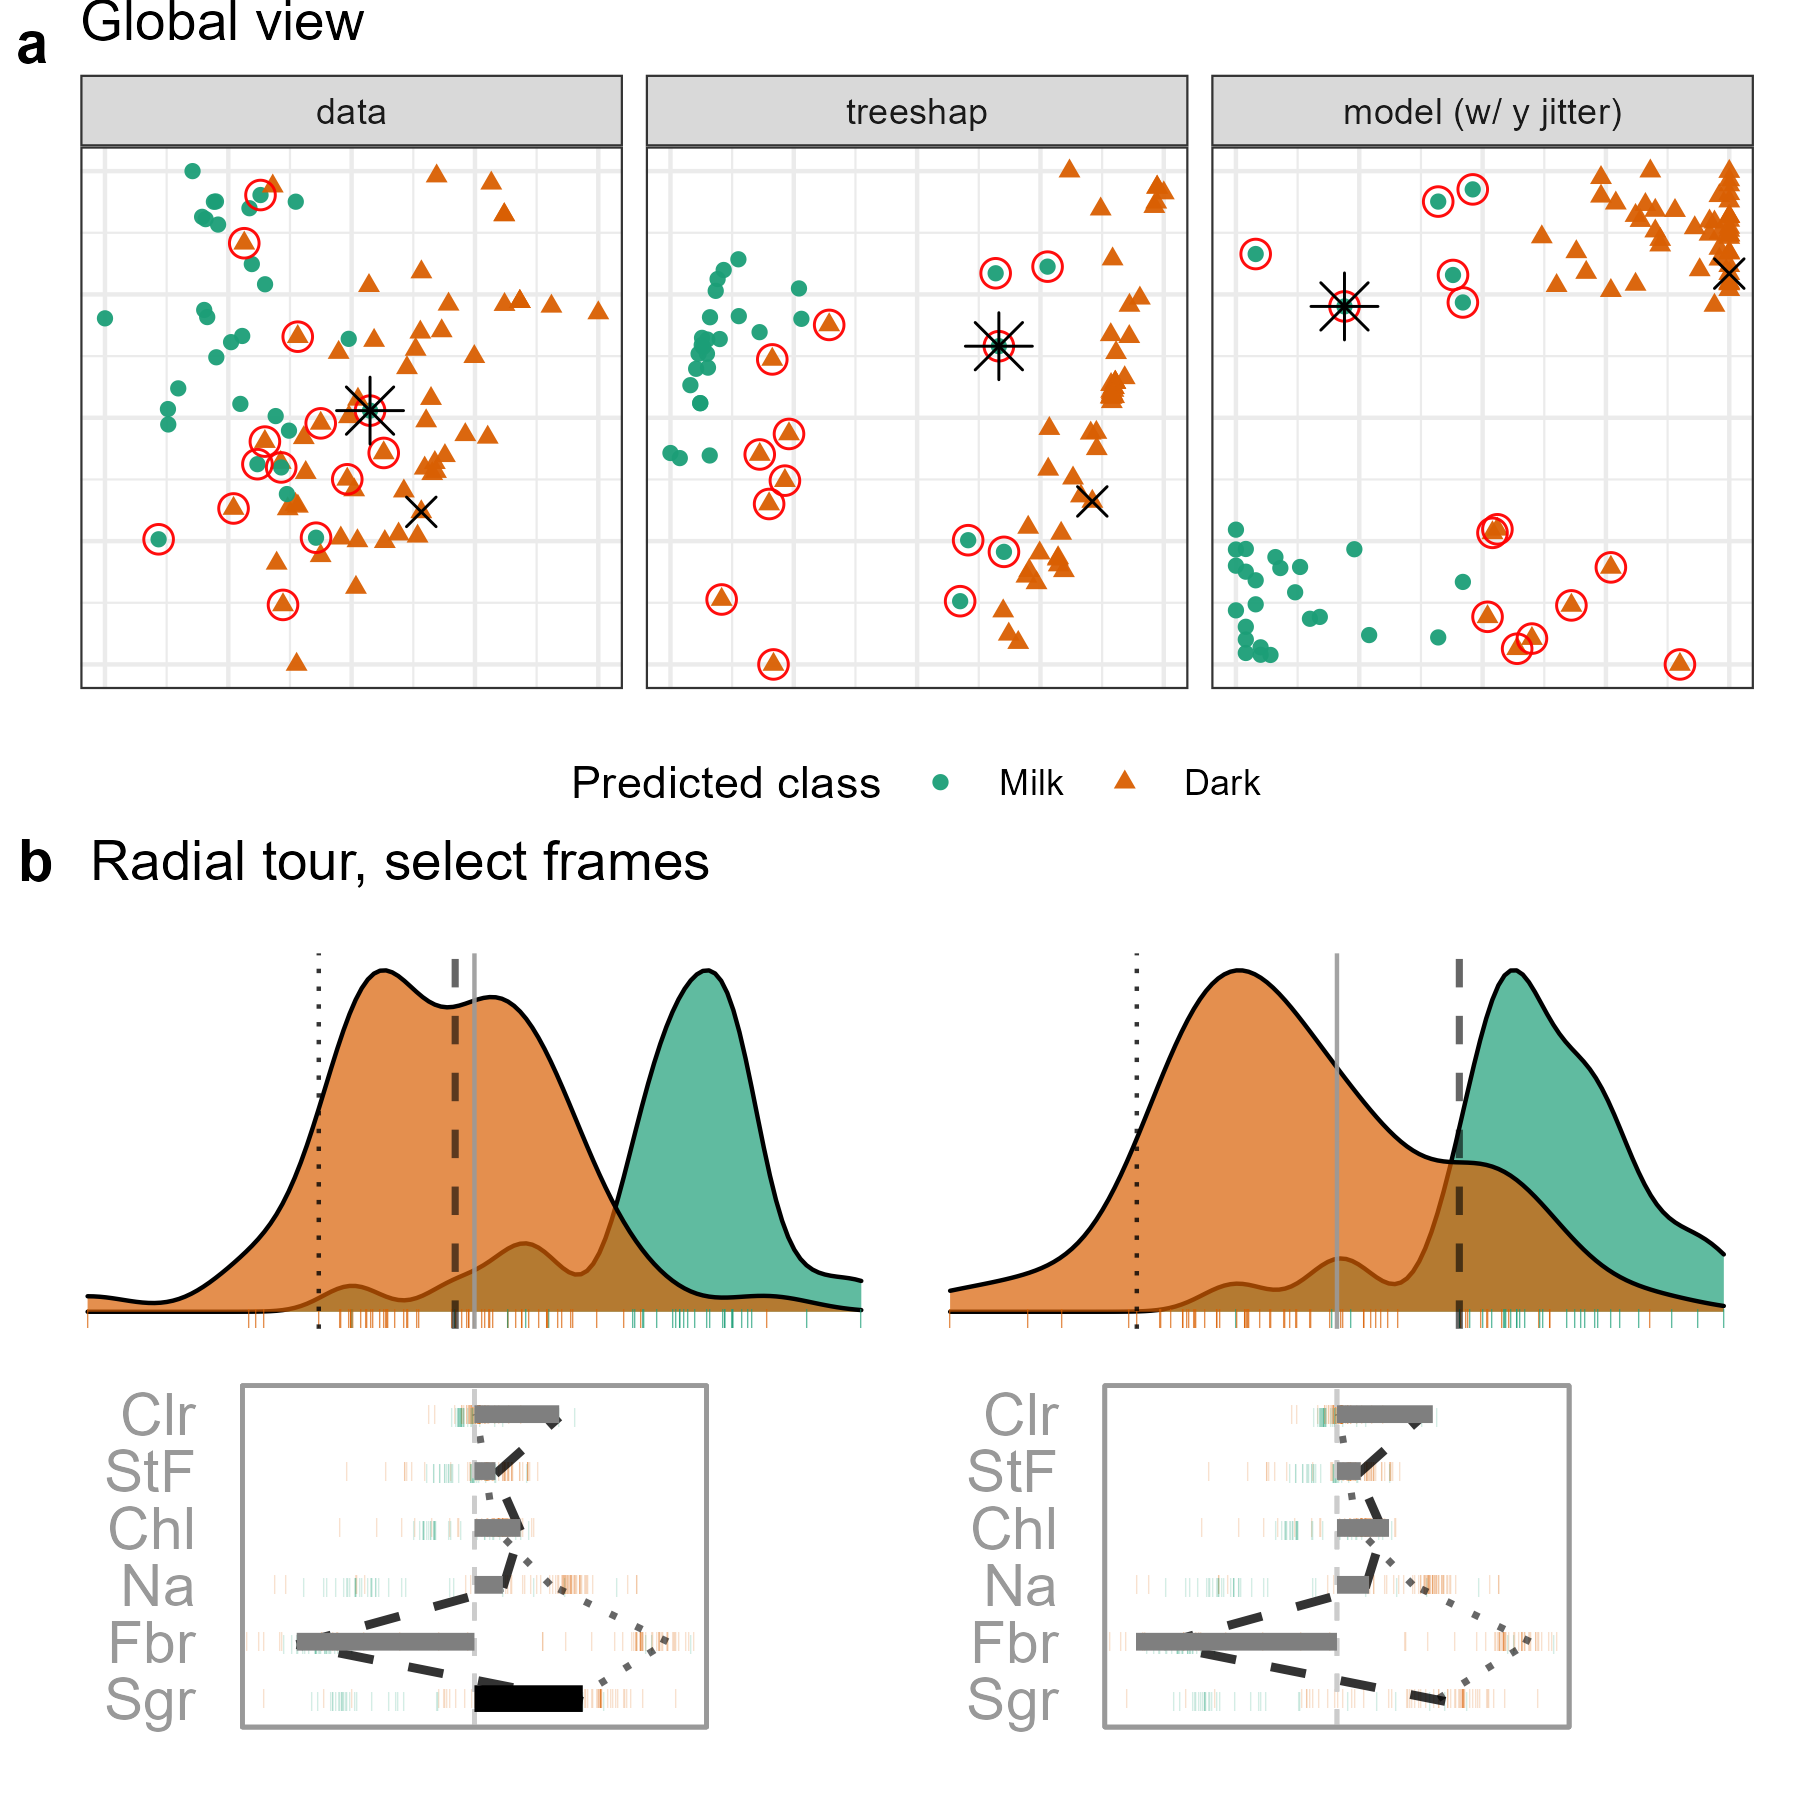 a Global view
data treeshap model (w/ y jitter)
Predicted class Milk Dark
b Radial tour, select frames
Clr Clr
StF StF
Chl Chl
Na Na
Fbr Fbr
Sgr Sgr